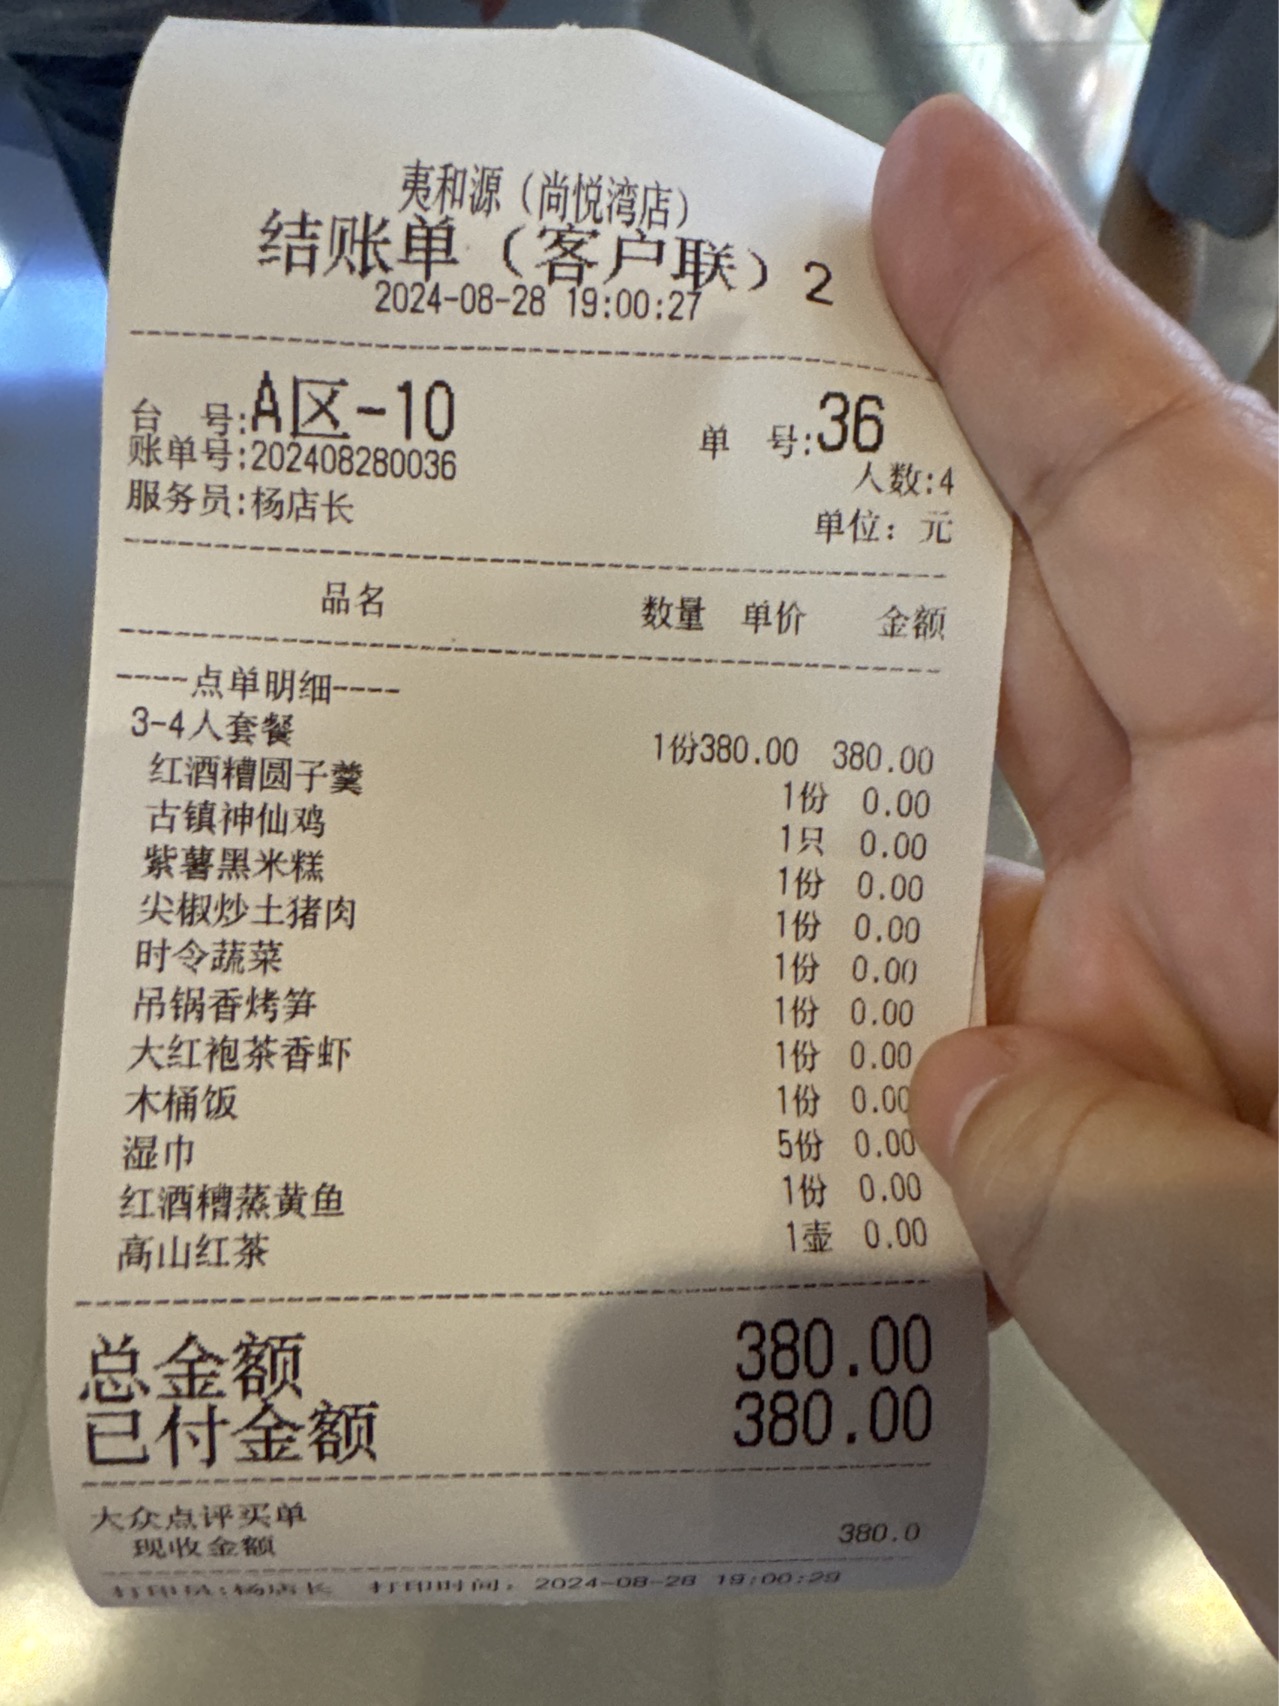 夷和源（尚悦湾店）
结账单（客户联）2
2024-08-28 19:00:27
台 号:A区-10 单 号:36
账单号:202408280036 人数:4
服务员:杨店长 单位：元
品名 数量 单价 金额
----点单明细----
3-4人套餐 1份380.00 380.00
红酒糟圆子羹 1份 0.00
古镇神仙鸡 1只 0.00
紫薯黑米糕 1份 0.00
尖椒炒土猪肉 1份 0.00
时令蔬菜 1份 0.00
吊锅香烤笋 1份 0.00
大红袍茶香虾 1份 0.00
木桶饭 1份 0.00
湿巾 5份 0.00
红酒糟蒸黄鱼 1份 0.00
高山红茶 1壶 0.00
总金额 380.00
已付金额 380.00
大众点评买单
现收金额 380.0
打印员:杨店长 打印时间：2024-08-28 19:00:29